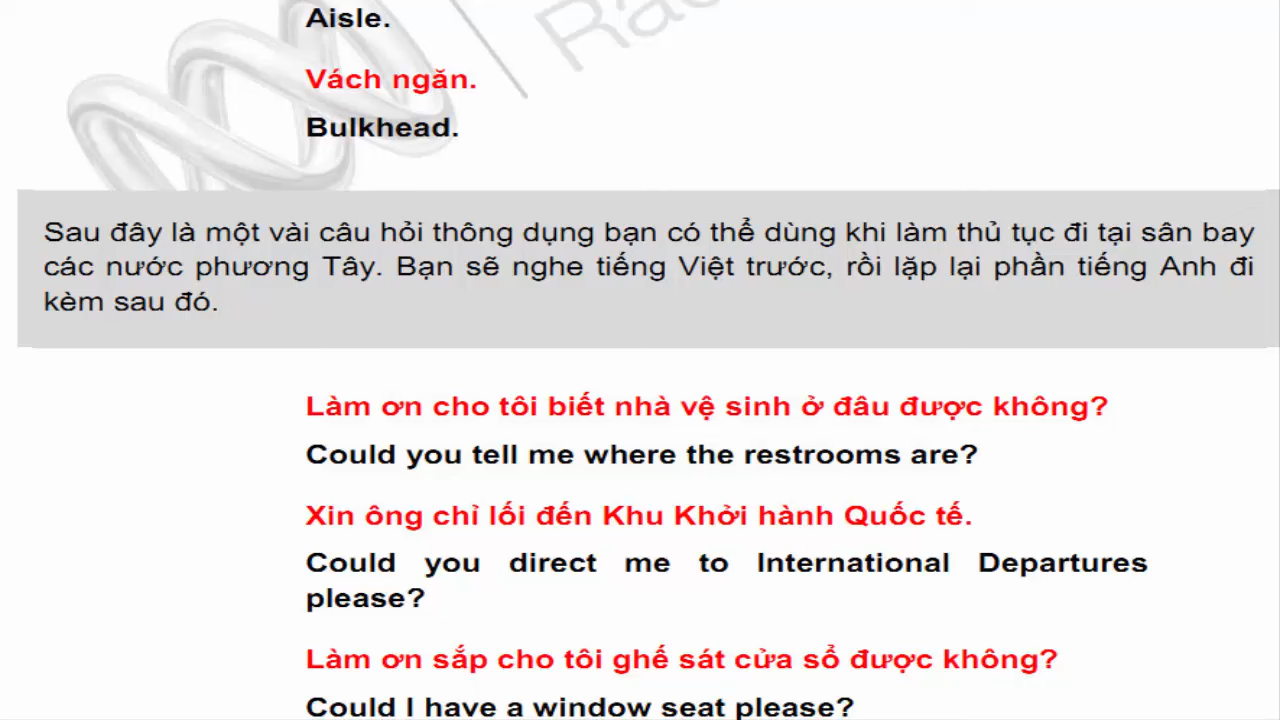 Ra
Aisle.
Vách ngăn.
Bulkhead.
Sau đây là một vài câu hỏi thông dụng bạn có thể dùng khi làm thủ tục đi tại sân bay
các nước phương Tây. Bạn sẽ nghe tiếng Việt trước, rồi lặp lại phần tiếng Anh đi
kèm sau đó.
Làm ơn cho tôi biết nhà vệ sinh ở đâu được không?
Could you tell me where the restrooms are?
Xin ông chỉ lối đến Khu Khởi hành Quốc tế.
Could you direct me to International Departures
please?
Làm ơn sắp cho tôi ghế sát cửa sổ được không?
Could I have a window seat please?